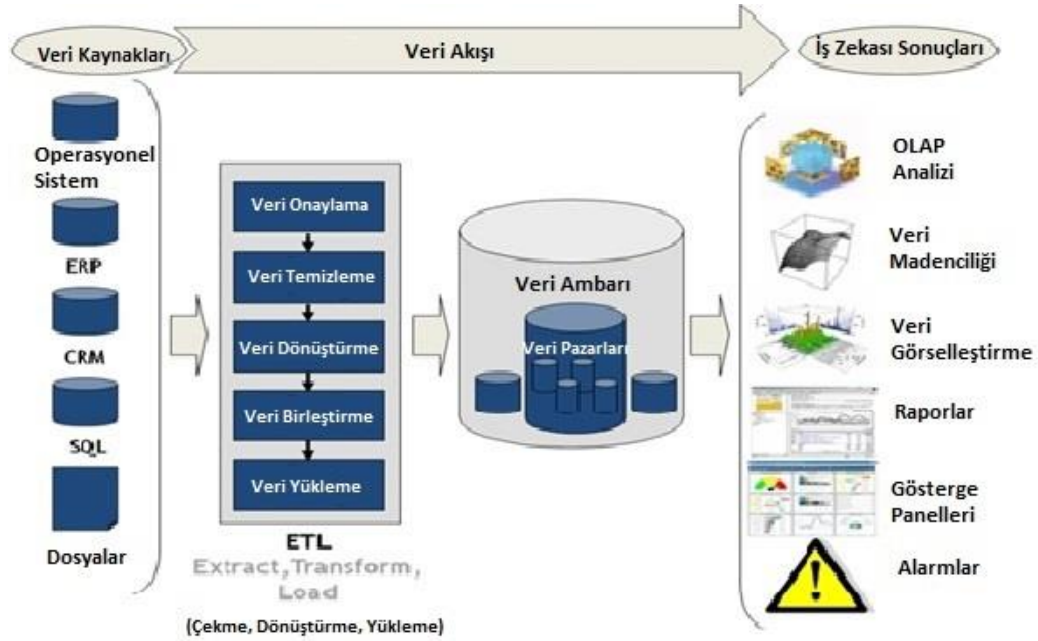 Veri Kaynakları
Veri Akışı
İş Zekası Sonuçları
Operasyonel
Sistem
ERP
CRM
SQL
Dosyalar
Veri Onaylama
Veri Temizleme
Veri Dönüştürme
Veri Birleştirme
Veri Yükleme
ETL
Extract,Transform,
Load
(Çekme, Dönüştürme, Yükleme)
Veri Ambarı
Veri Pazarları
OLAP
Analizi
Veri
Madenciliği
Veri
Görselleştirme
Raporlar
Gösterge
Panelleri
Alarmlar